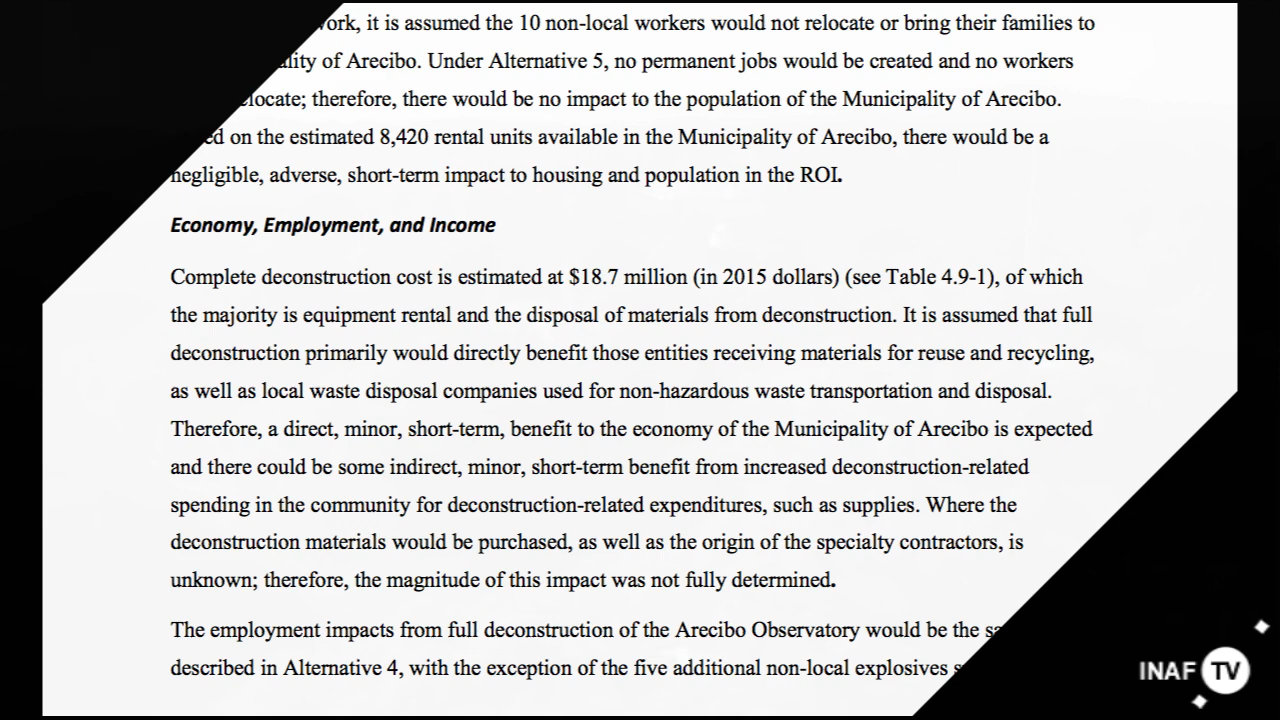 it is assumed the 10 non-local workers would not relocate or bring their families to
of Arecibo. Under Alternative 5, no permanent jobs would be created and no workers
therefore, there would be no impact to the population of the Municipality of Arecibo.
on the estimated 8,420 rental units available in the Municipality of Arecibo, there would be a
negligible, adverse, short-term impact to housing and population in the ROI.
Economy, Employment, and Income
Complete deconstruction cost is estimated at $18.7 million (in 2015 dollars) (see Table 4.9-1), of which
the majority is equipment rental and the disposal of materials from deconstruction. It is assumed that full
deconstruction primarily would directly benefit those entities receiving materials for reuse and recycling,
as well as local waste disposal companies used for non-hazardous waste transportation and disposal.
Therefore, a direct, minor, short-term, benefit to the economy of the Municipality of Arecibo is expected
and there could be some indirect, minor, short-term benefit from increased deconstruction-related
spending in the community for deconstruction-related expenditures, such as supplies. Where the
deconstruction materials would be purchased, as well as the origin of the specialty contractors, is
unknown; therefore, the magnitude of this impact was not fully determined.
The employment impacts from full deconstruction of the Arecibo Observatory would be the
described in Alternative 4, with the exception of the five additional non-local explosives
INAF TV